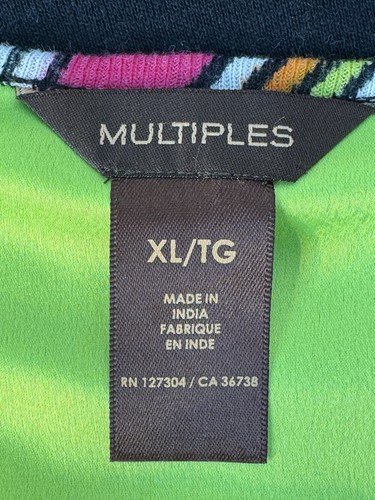 MULTIPLES
XL/TG
MADE IN
INDIA
FABRIQUE
EN INDE
RN 127304 / CA 36738